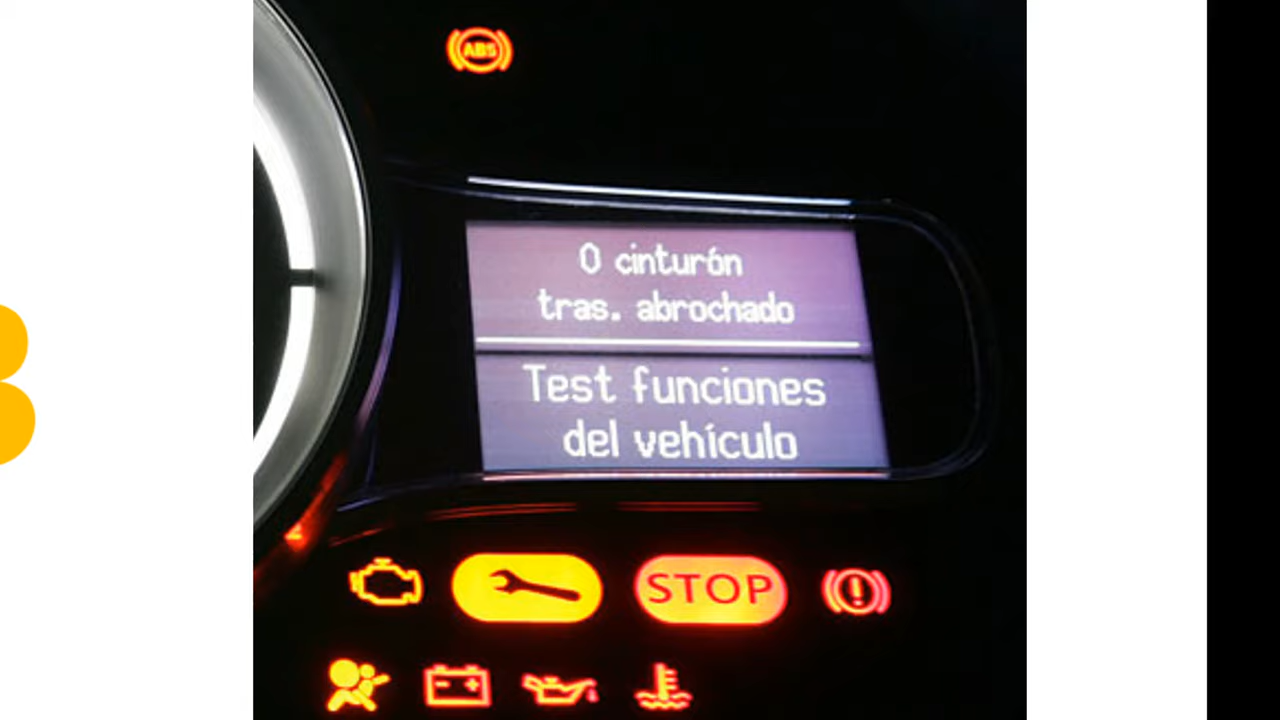 ABS
0 cinturón
tras. abrochado
Test funciones
del vehículo
STOP